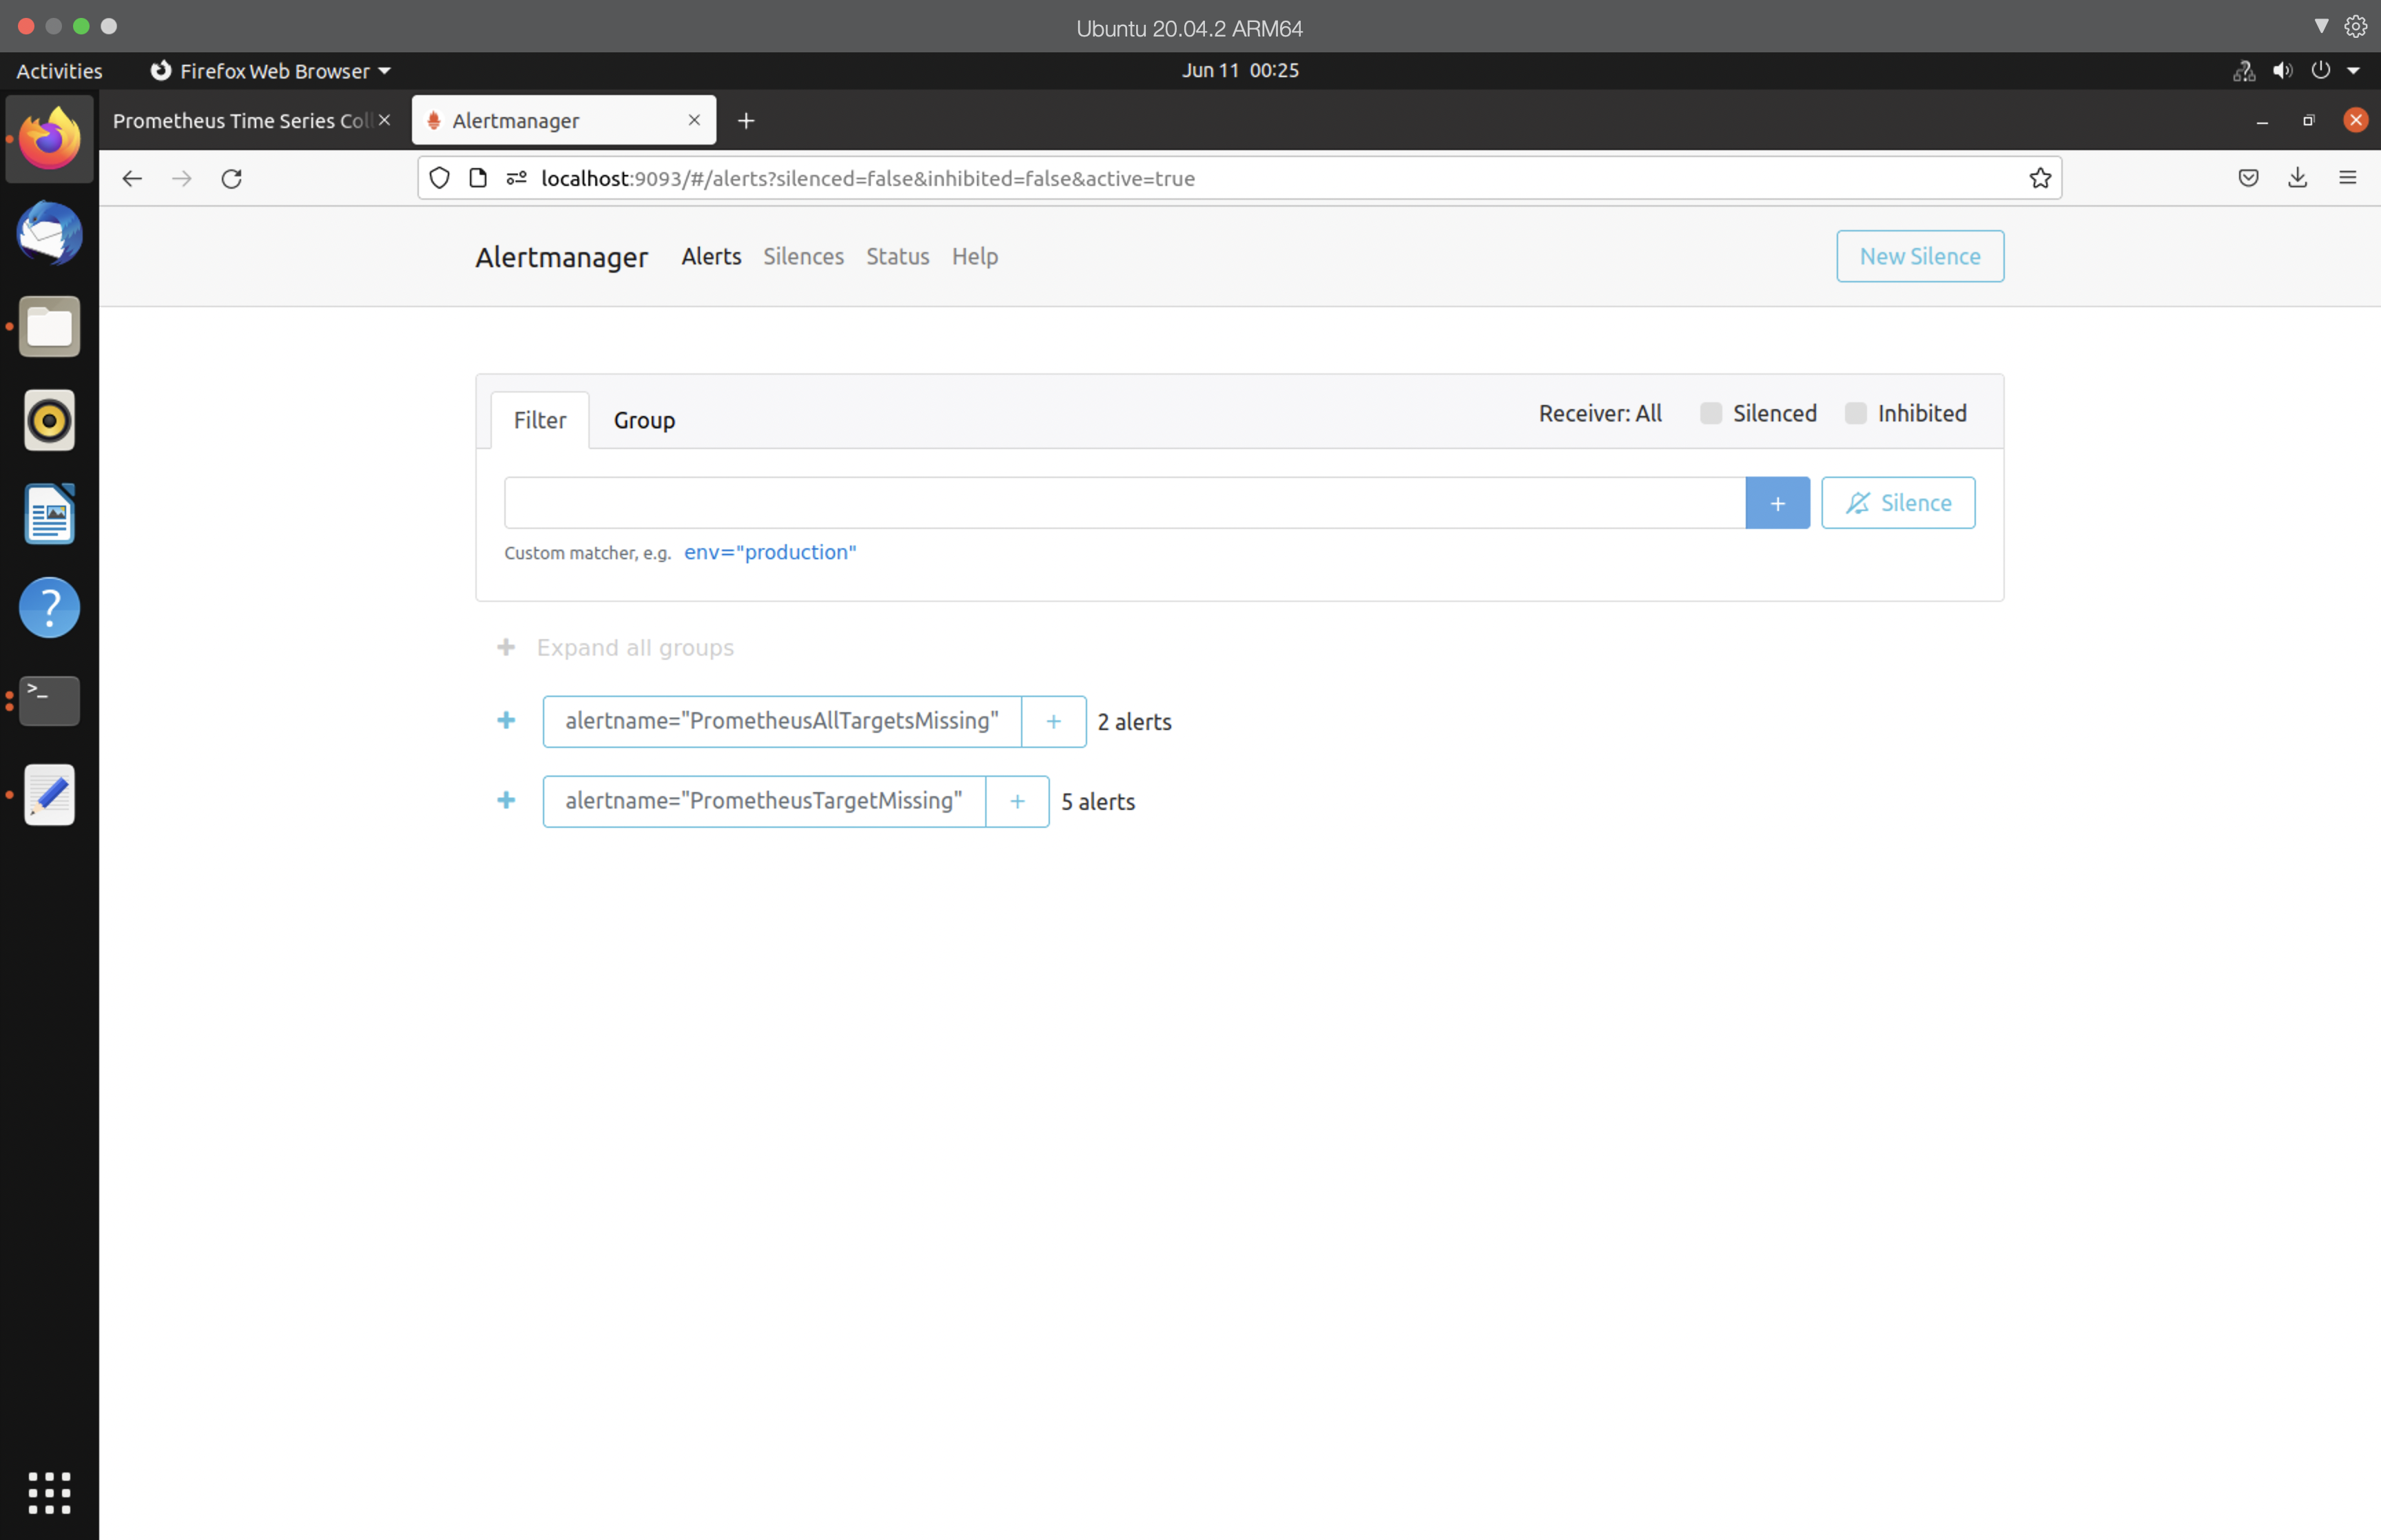 Ubuntu 20.04.2 ARM64
Activities Firefox Web Browser Jun 11 00:25
Prometheus Time Series Coll Alertmanager
localhost:9093/#/alerts?silenced=false&inhibited=false&active=true
Alertmanager Alerts Silences Status Help New Silence
Filter Group Receiver: All Silenced Inhibited
+ Silence
Custom matcher, e.g. env="production"
+ Expand all groups
+ alertname="PrometheusAllTargetsMissing" + 2 alerts
+ alertname="PrometheusTargetMissing" + 5 alerts